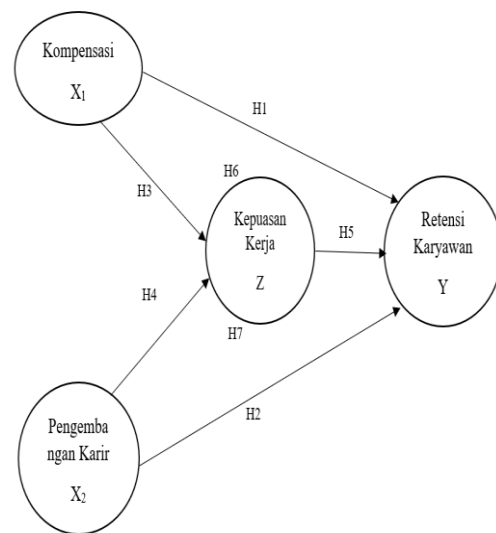 Kompensasi
X₁
H1
H3
H6
Kepuasan
Kerja
Z
H5
Retensi
Karyawan
Y
H4
H7
Pengemba
ngan Karir
X₂
H2